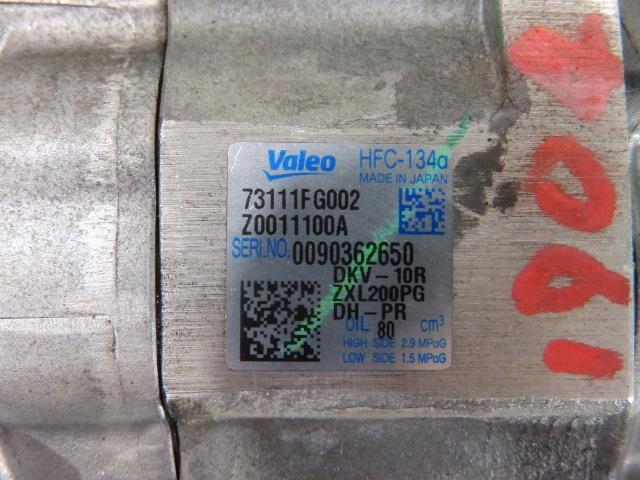 Valeo HFC-134a
MADE IN JAPAN
73111FG002
Z0011100A
SERI.NO. 0090362650
DKV-10R
ZXL200PG
DH-PR
OIL 80 cm³
HIGH SIDE 2.9 MPaG
LOW SIDE 1.5 MPaG